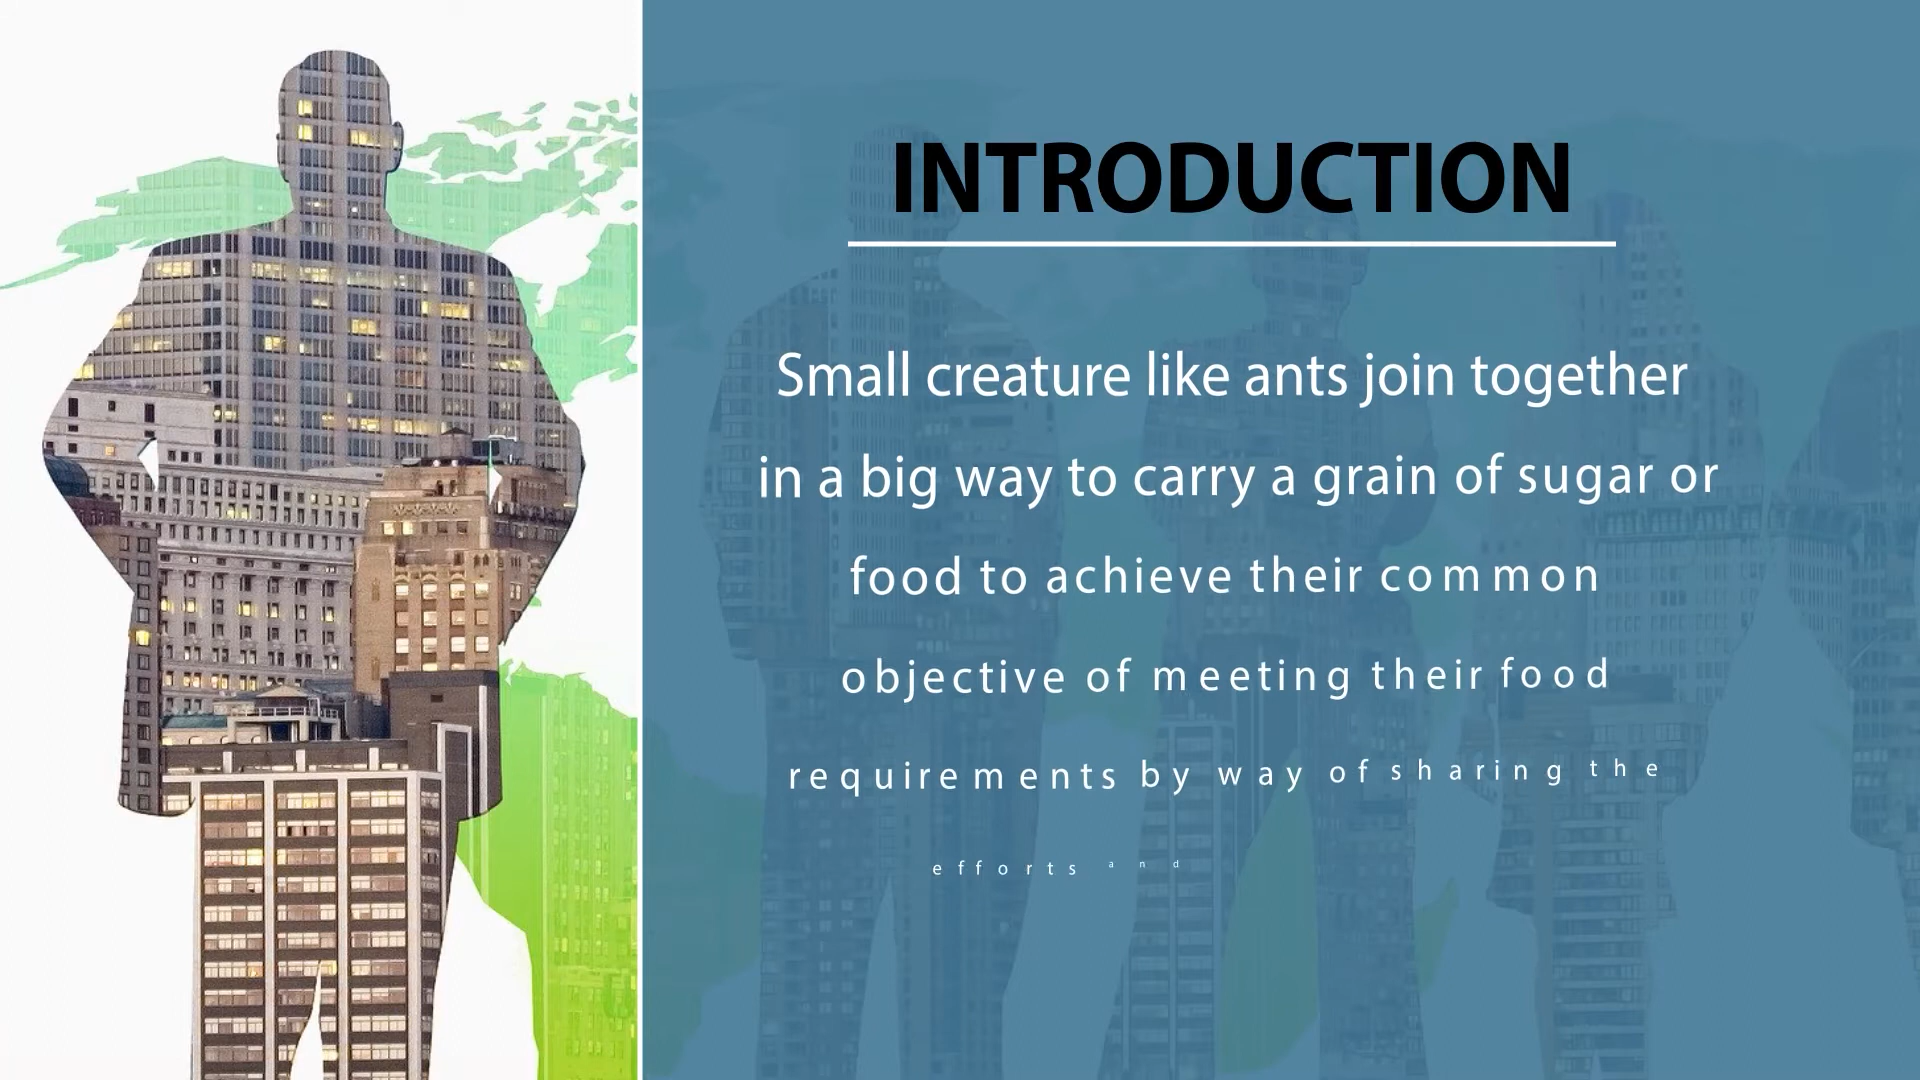 INTRODUCTION
Small creature like ants join together
in a big way to carry a grain of sugar or
food to achieve their common
objective of meeting their food
requirements by way of sharing the
efforts and